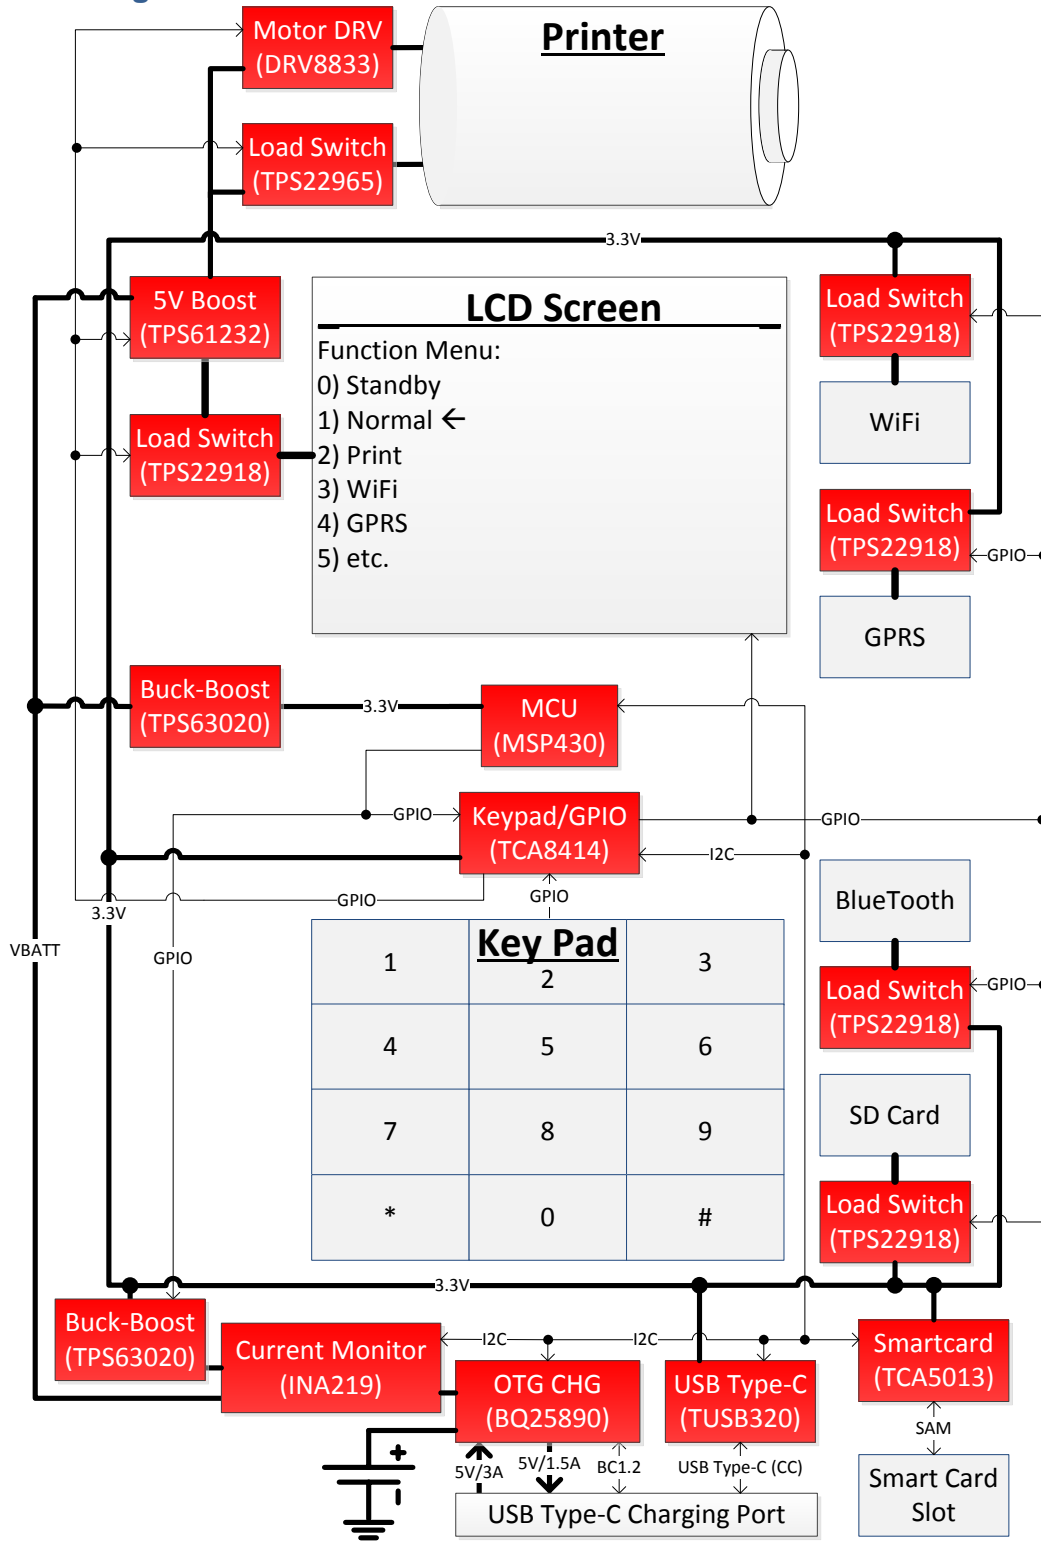 Motor DRV
(DRV8833)
Printer
Load Switch
(TPS22965)
3.3V
5V Boost
(TPS61232)
LCD Screen
Function Menu:
0) Standby
1) Normal ←
2) Print
3) WiFi
4) GPRS
5) etc.
Load Switch
(TPS22918)
WiFi
Load Switch
(TPS22918)
Load Switch
(TPS22918)
GPIO
GPRS
Buck-Boost
(TPS63020)
3.3V
MCU
(MSP430)
GPIO
Keypad/GPIO
(TCA8414)
GPIO
I2C
GPIO
GPIO
3.3V
VBATT
GPIO
BlueTooth
Load Switch
(TPS22918)
GPIO
Key Pad
1
2
3
4
5
6
7
8
9
*
0
#
SD Card
Load Switch
(TPS22918)
3.3V
Buck-Boost
(TPS63020)
Current Monitor
(INA219)
I2C
I2C
OTG CHG
(BQ25890)
USB Type-C
(TUSB320)
Smartcard
(TCA5013)
SAM
+
5V/3A
5V/1.5A
BC1.2
USB Type-C (CC)
USB Type-C Charging Port
Smart Card
Slot